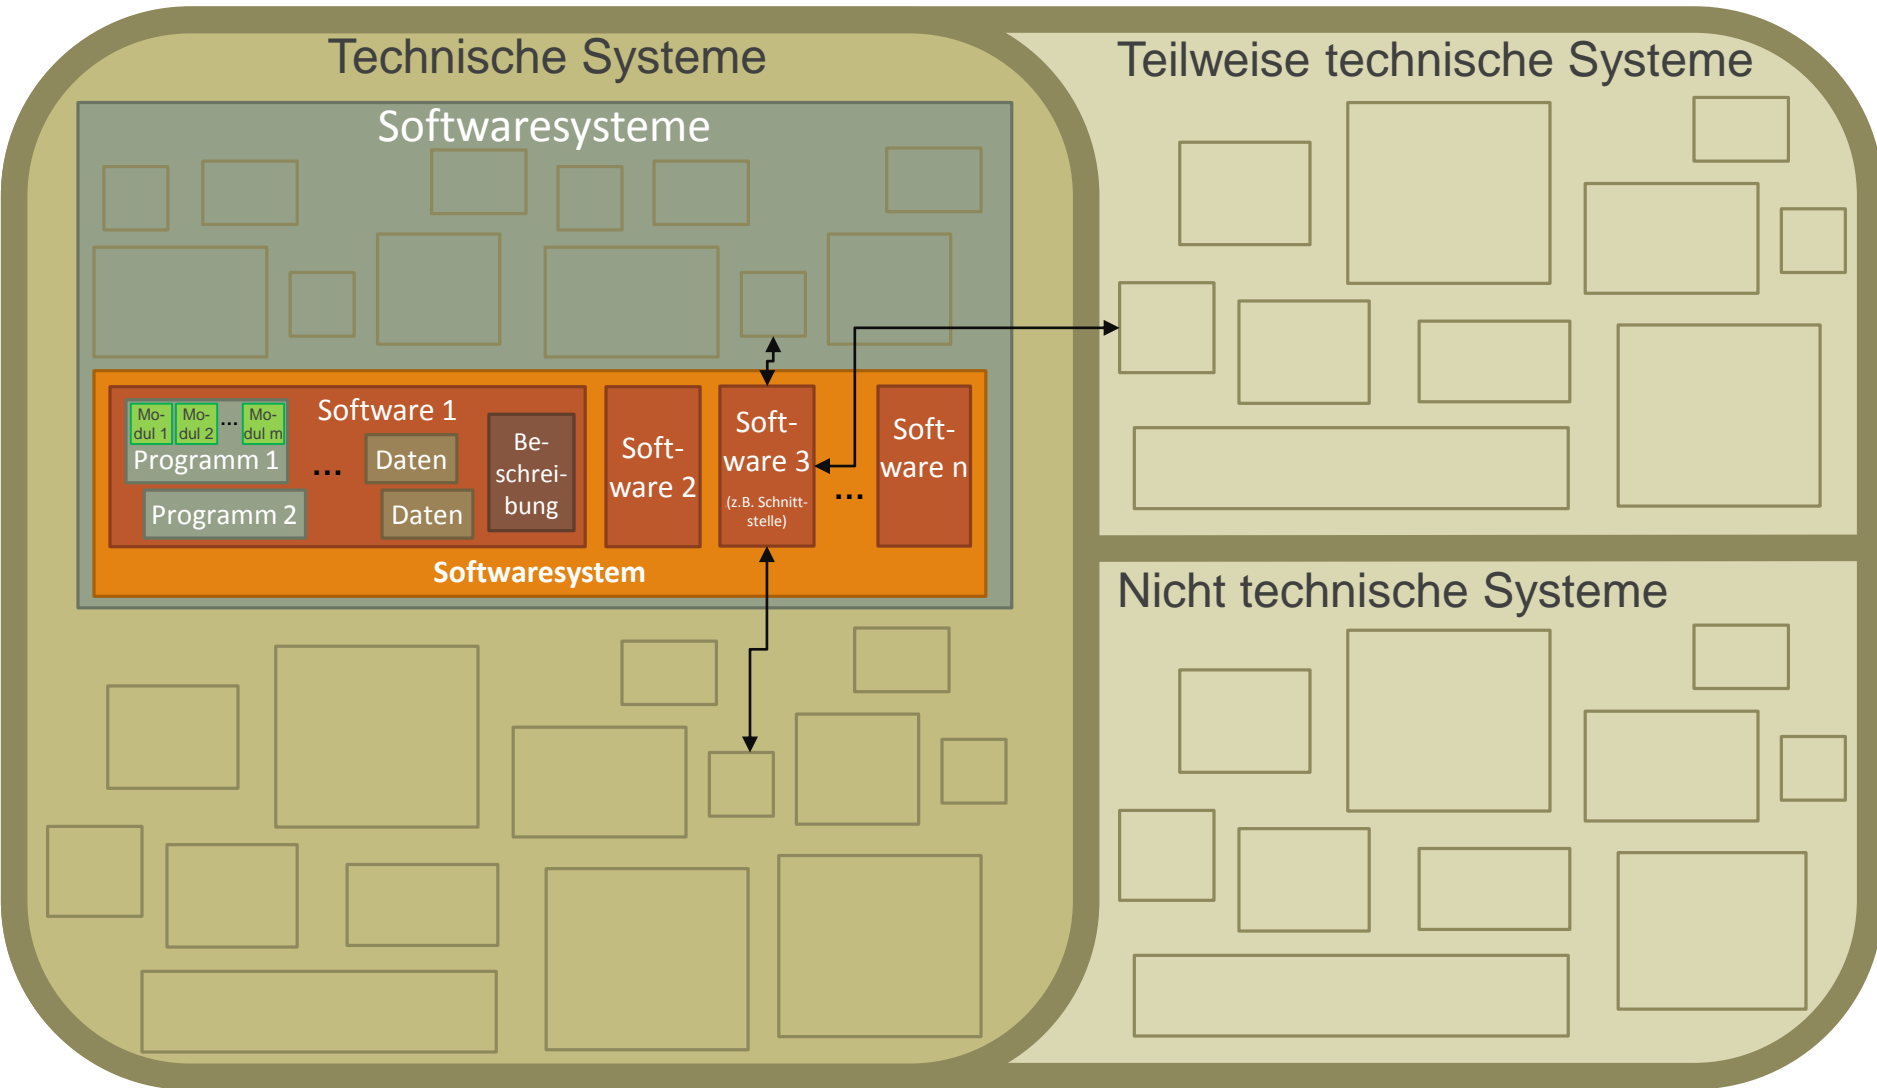 Technische Systeme
Teilweise technische Systeme
Softwaresysteme
Mo-
dul 1
Mo-
dul 2
...
Mo-
dul m
Programm 1
Programm 2
Software 1
...
Daten
Daten
Be-
schrei-
bung
Soft-
ware 2
Soft-
ware 3
(z.B. Schnitt-
stelle)
...
Soft-
ware n
Softwaresystem
Nicht technische Systeme